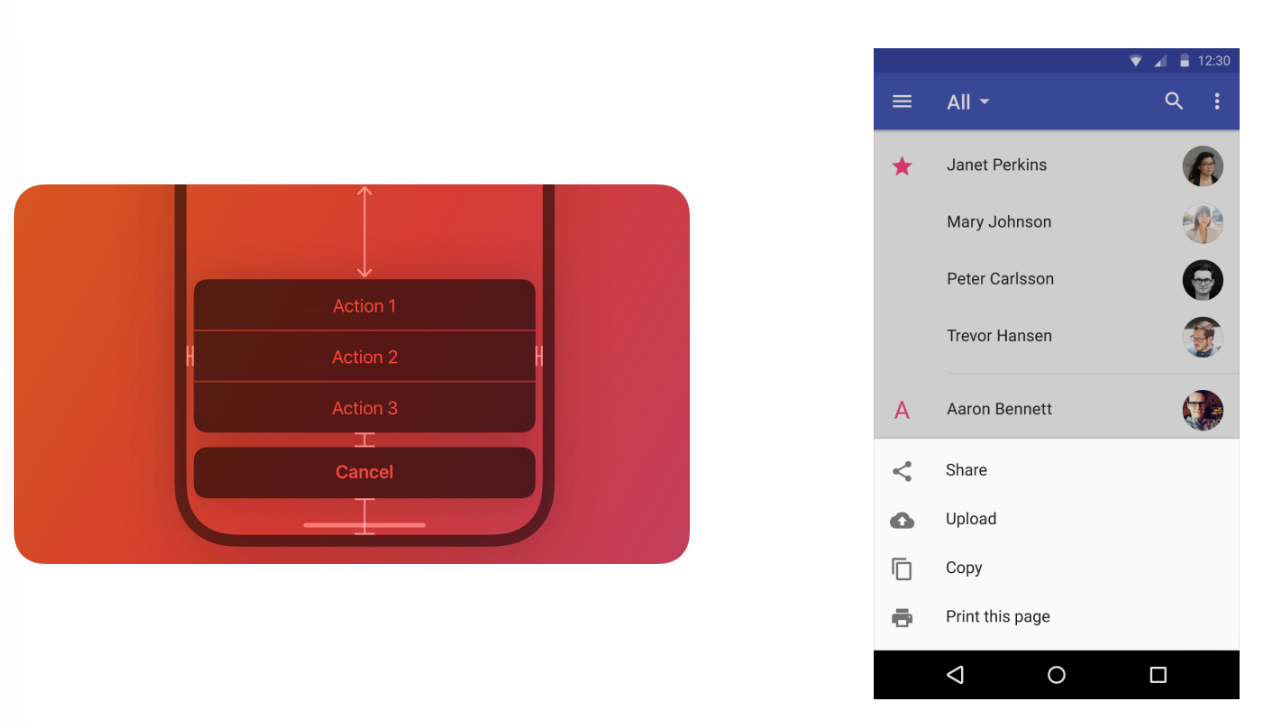 Action 1
Action 2
Action 3
Cancel
12:30
All
Janet Perkins
Mary Johnson
Peter Carlsson
Trevor Hansen
A
Aaron Bennett
Share
Upload
Copy
Print this page